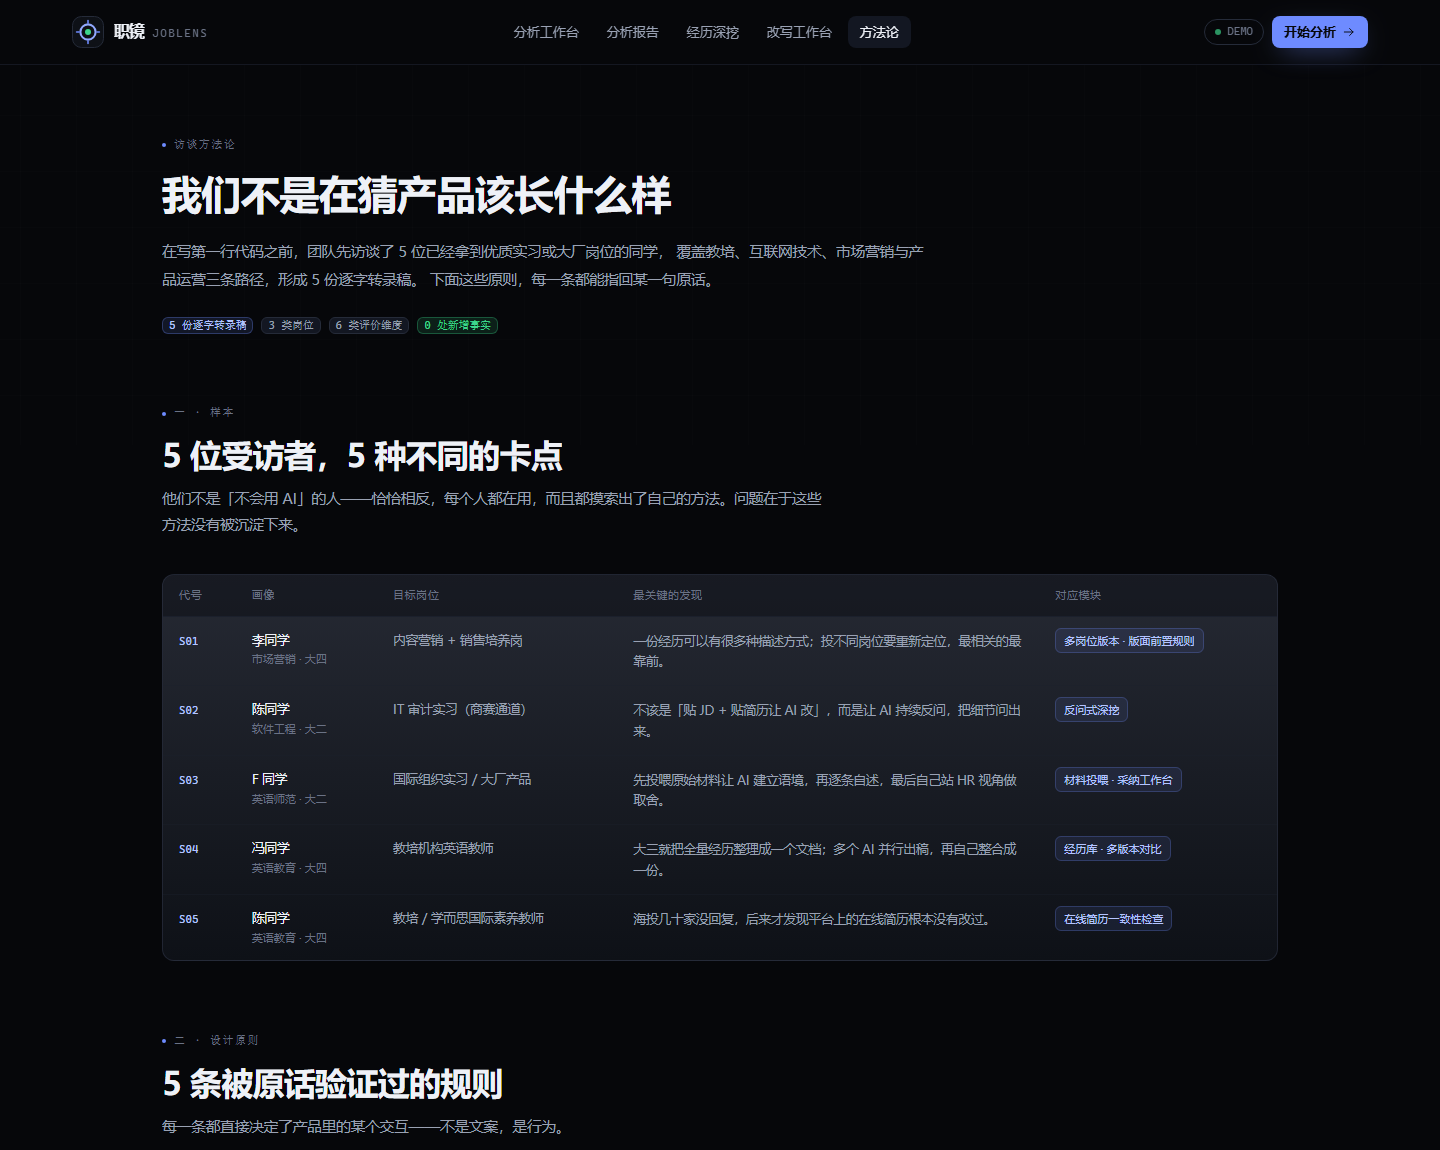 职镜 JOBLENS
分析工作台 分析报告 经历深挖 改写工作台 方法论
DEMO
开始分析 →
访谈方法论
我们不是在猜产品该长什么样
在写第一行代码之前，团队先访谈了 5 位已经拿到优质实习或大厂岗位的同学， 覆盖教培、互联网技术、市场营销与产
品运营三条路径，形成 5 份逐字转录稿。 下面这些原则，每一条都能指回某一句原话。
5 份逐字转录稿 3 类岗位 6 类评价维度 0 处新增事实
一 · 样本
5 位受访者，5 种不同的卡点
他们不是「不会用 AI」的人——恰恰相反，每个人都在用，而且都摸索出了自己的方法。问题在于这些
方法没有被沉淀下来。
代号 画像 目标岗位 最关键的发现 对应模块
S01 李同学 内容营销 + 销售培养岗 一份经历可以有很多种描述方式；投不同岗位要重新定位，最相关的最 多岗位版本 · 版面前置规则
市场营销 · 大四 靠前。
S02 陈同学 IT 审计实习（商赛通道） 不该是「贴 JD + 贴简历让 AI 改」，而是让 AI 持续反问，把细节问出 反问式深挖
软件工程 · 大二 来。
S03 F 同学 国际组织实习 / 大厂产品 先投喂原始材料让 AI 建立语境，再逐条自述，最后自己站 HR 视角做 材料投喂 · 采纳工作台
英语师范 · 大二 取舍。
S04 冯同学 教培机构英语教师 大三就把全量经历整理成一个文档；多个 AI 并行出稿，再自己整合成 经历库 · 多版本对比
英语教育 · 大四 一份。
S05 陈同学 教培 / 学而思国际素养教师 海投几十家没回复，后来才发现平台上的在线简历根本没有改过。 在线简历一致性检查
英语教育 · 大四
二 · 设计原则
5 条被原话验证过的规则
每一条都直接决定了产品里的某个交互——不是文案，是行为。